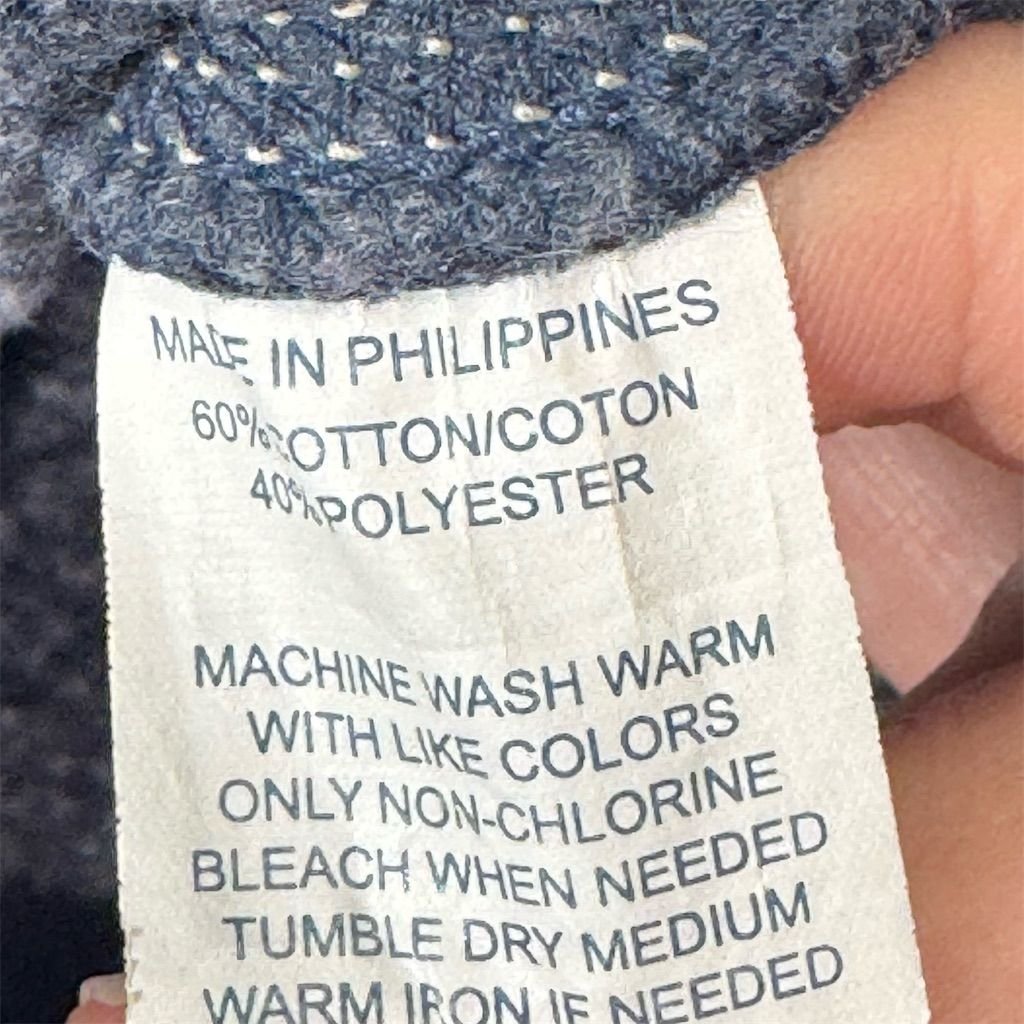 MADE IN PHILIPPINES
60%COTTON/COTON
40%POLYESTER
MACHINE WASH WARM
WITH LIKE COLORS
ONLY NON-CHLORINE
BLEACH WHEN NEEDED
TUMBLE DRY MEDIUM
WARM IRON IF NEEDED